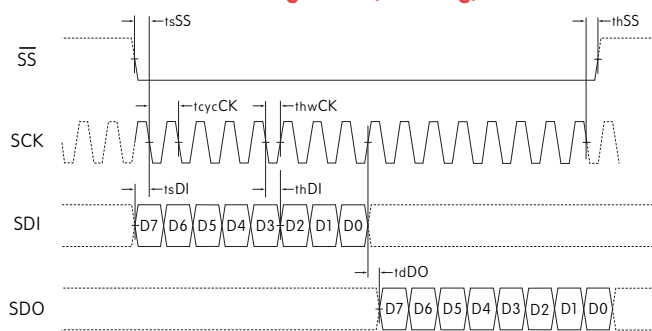 tsSS
thSS
SS
tcycCK
thwCK
SCK
tsDI
thDI
SDI
D7 D6 D5 D4 D3 D2 D1 D0
tdDO
SDO
D7 D6 D5 D4 D3 D2 D1 D0